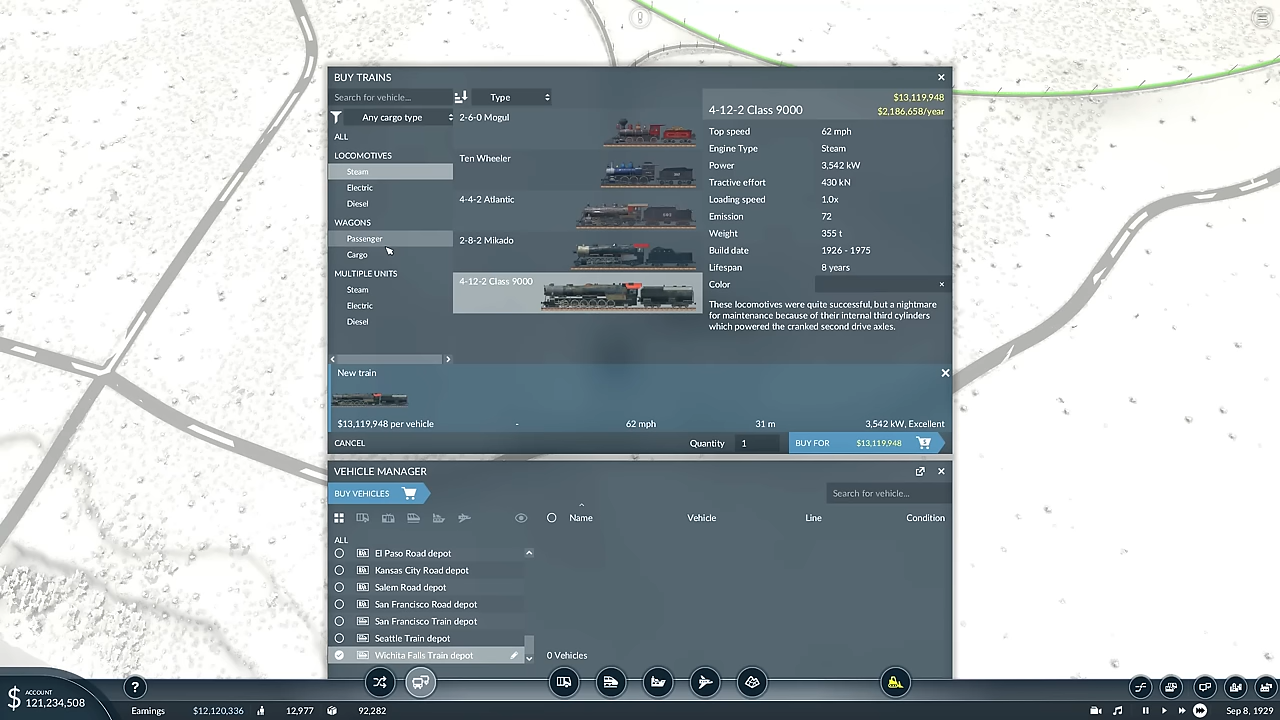 BUY TRAINS
Search for vehicle...
Type
Any cargo type
ALL
LOCOMOTIVES
Steam
Electric
Diesel
WAGONS
Passenger
Cargo
MULTIPLE UNITS
Steam
Electric
Diesel
2-6-0 Mogul
Ten Wheeler
4-4-2 Atlantic
2-8-2 Mikado
4-12-2 Class 9000
4-12-2 Class 9000
$13,119,948
$2,186,658/year
Top speed 62 mph
Engine Type Steam
Power 3,542 kW
Tractive effort 430 kN
Loading speed 1.0x
Emission 72
Weight 355 t
Build date 1926 - 1975
Lifespan 8 years
Color
These locomotives were quite successful, but a nightmare
for maintenance because of their internal third cylinders
which powered the cranked second drive axles.
New train
$13,119,948 per vehicle - 62 mph 31 m 3,542 kW, Excellent
CANCEL Quantity 1 BUY FOR $13,119,948
VEHICLE MANAGER
BUY VEHICLES
Search for vehicle...
Name Vehicle Line Condition
ALL
El Paso Road depot
Kansas City Road depot
Salem Road depot
San Francisco Road depot
San Francisco Train depot
Seattle Train depot
Wichita Falls Train depot
0 Vehicles
$ ACCOUNT
121,234,508
?
Earnings $12,120,336 12,977 92,282
Sep 8, 1929